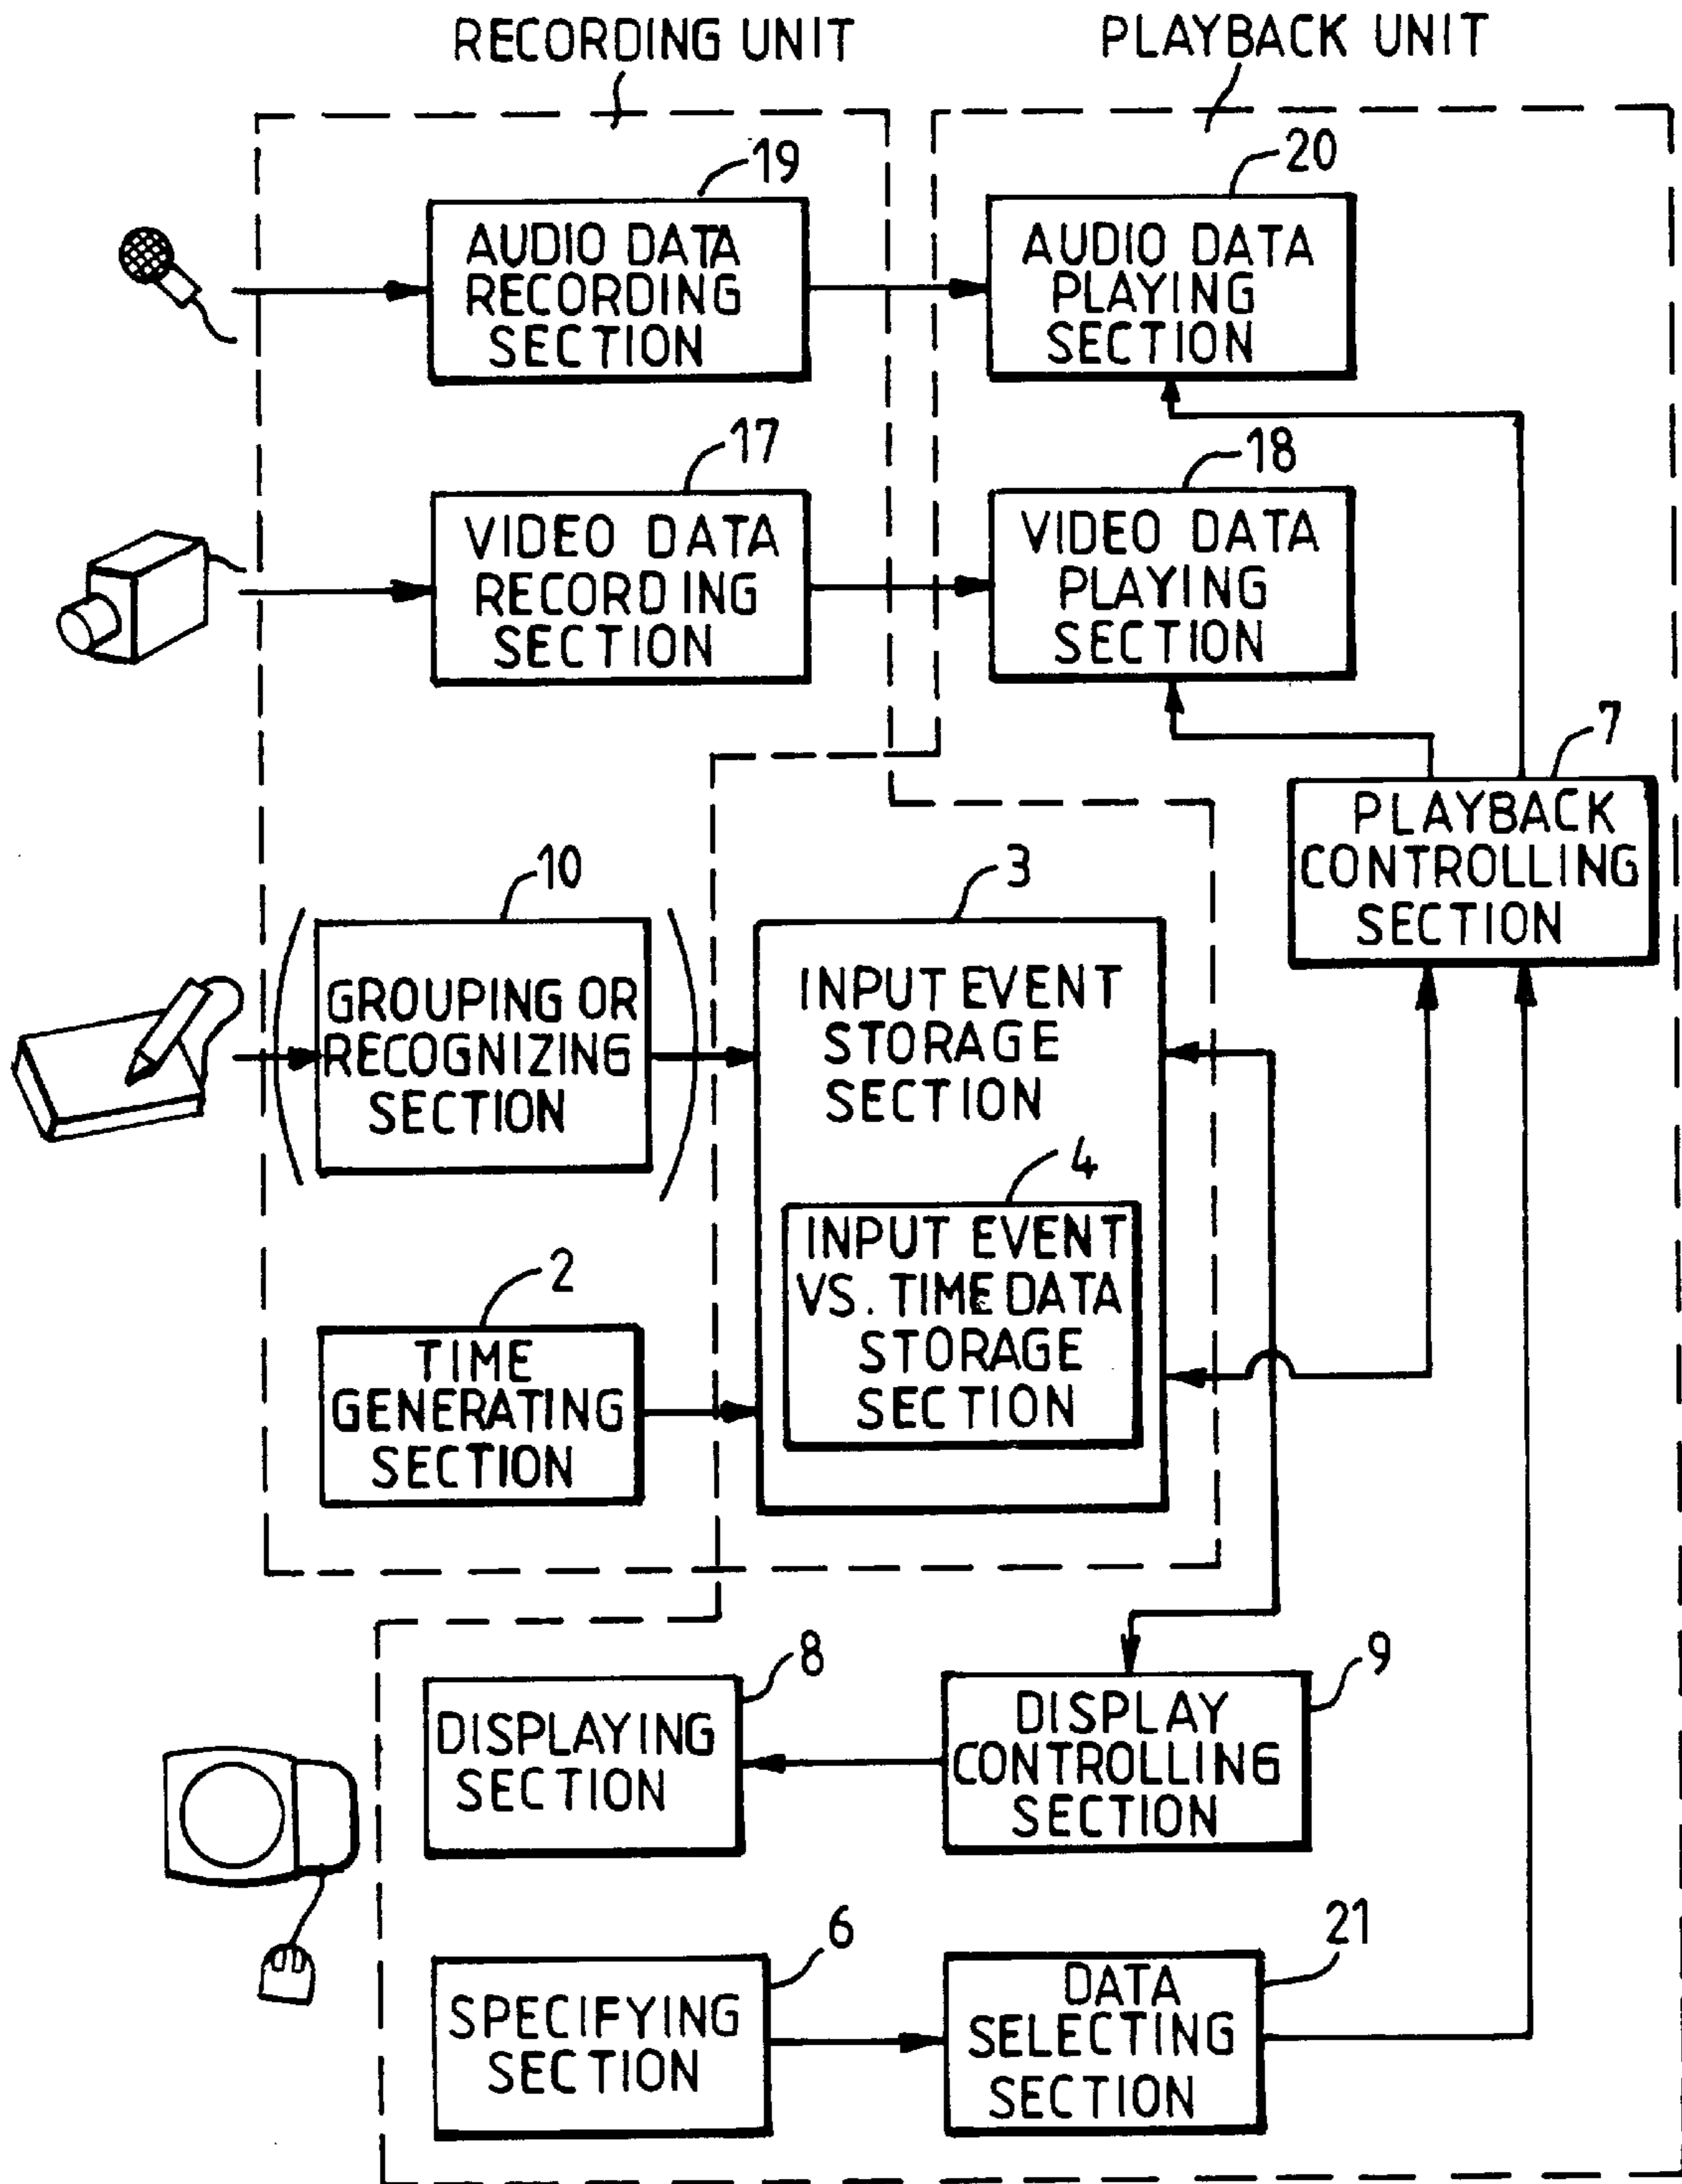 RECORDING UNIT
PLAYBACK UNIT
19
AUDIO DATA
RECORDING
SECTION
20
AUDIO DATA
PLAYING
SECTION
17
VIDEO DATA
RECORDING
SECTION
18
VIDEO DATA
PLAYING
SECTION
7
PLAYBACK
CONTROLLING
SECTION
10
GROUPING OR
RECOGNIZING
SECTION
3
INPUT EVENT
STORAGE
SECTION
4
INPUT EVENT
VS. TIME DATA
STORAGE
SECTION
2
TIME
GENERATING
SECTION
8
DISPLAYING
SECTION
9
DISPLAY
CONTROLLING
SECTION
6
SPECIFYING
SECTION
21
DATA
SELECTING
SECTION